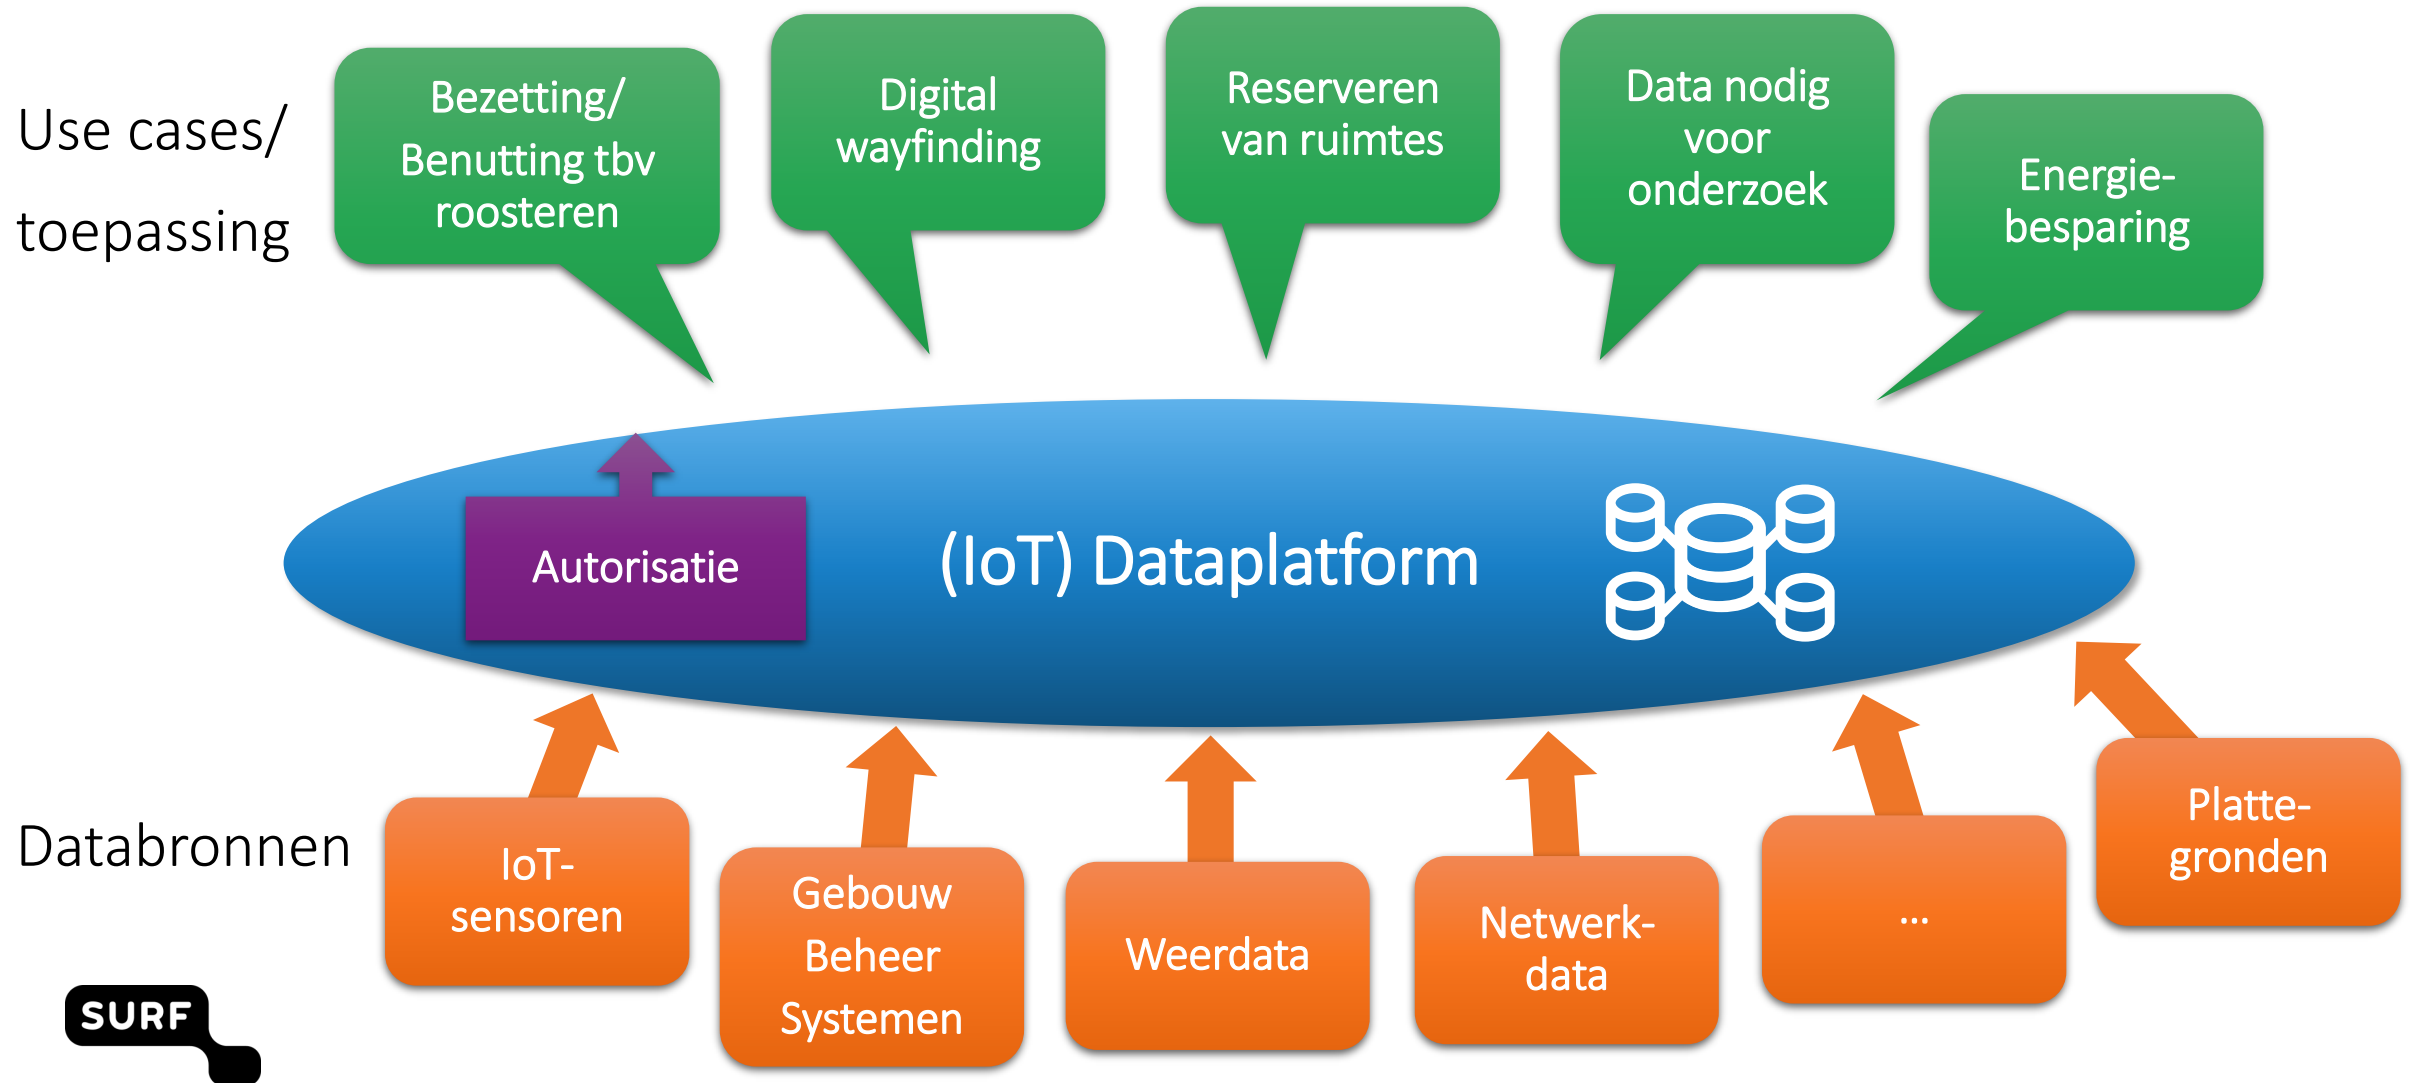 Use cases/
toepassing
Bezetting/
Benutting tbv
roosteren
Digital
wayfinding
Reserveren
van ruimtes
Data nodig
voor
onderzoek
Energie-
besparing
Autorisatie
(IoT) Dataplatform
Databronnen
IoT-
sensoren
Gebouw
Beheer
Systemen
Weerdata
Netwerk-
data
...
Platte-
gronden
SURF